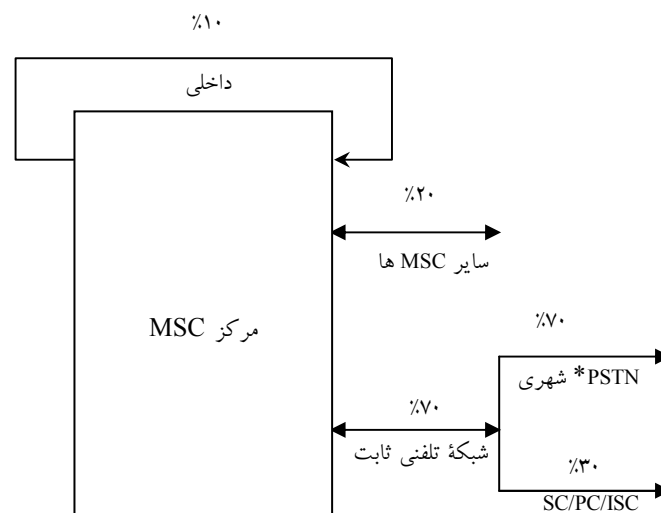 ٪۱۰
داخلی
٪۲۰
سایر MSC ها
مرکز MSC
٪۷۰
PSTN* شهری
٪۷۰
شبکهٔ تلفنی ثابت
٪۳۰
SC/PC/ISC